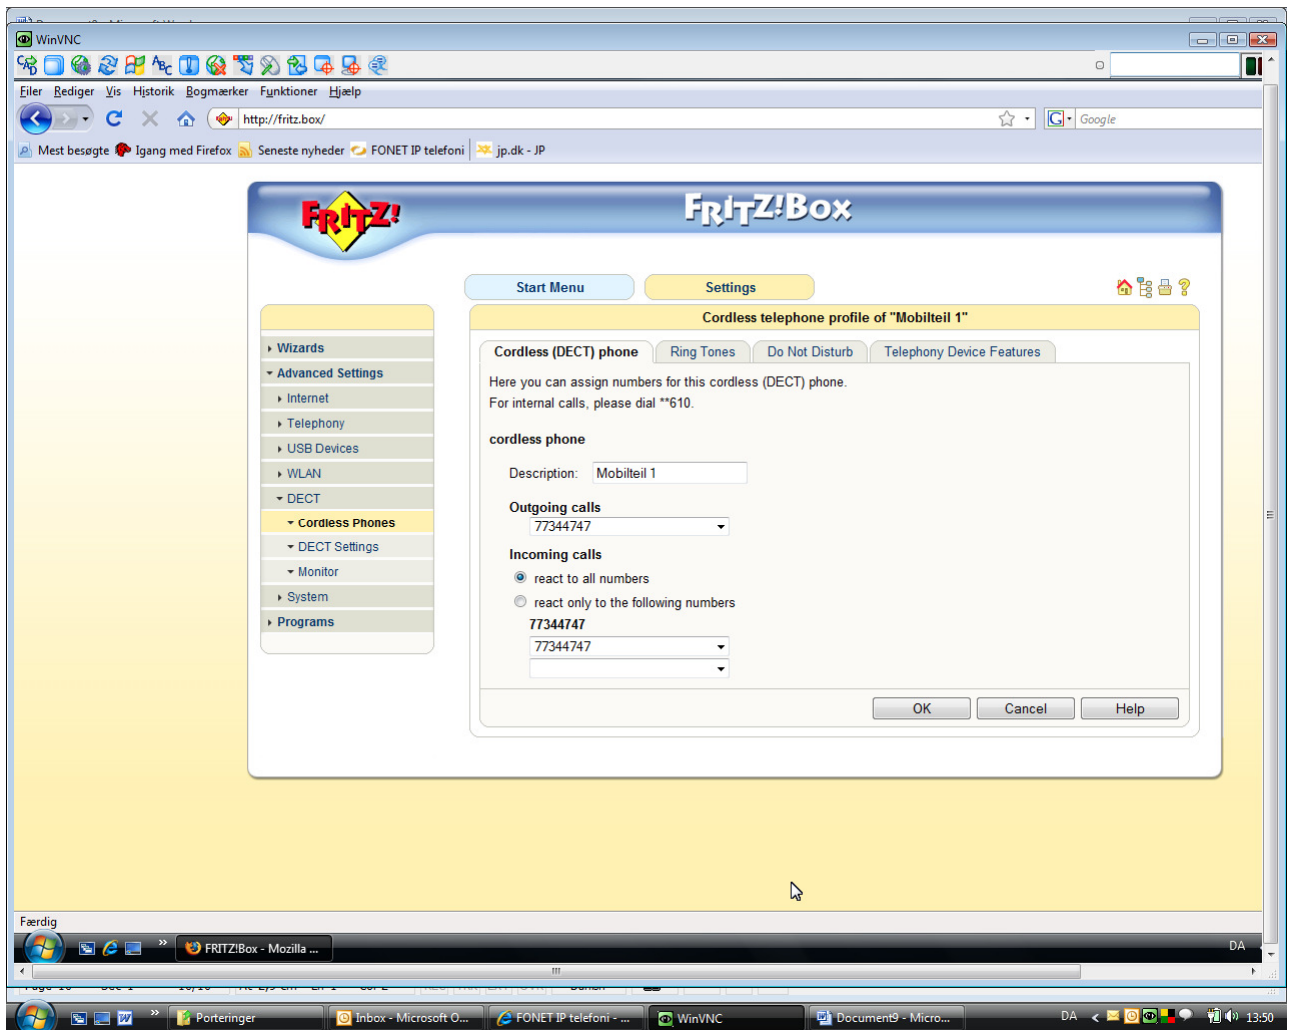 WinVNC
Filer Rediger Vis Historik Bogmærker Funktioner Hjælp
http://fritz.box/
Google
Mest besøgte Igang med Firefox Seneste nyheder FONET IP telefoni jp.dk - JP
FRITZ!
FRITZ!Box
Start Menu Settings
Cordless telephone profile of "Mobilteil 1"
Wizards
Advanced Settings
Internet
Telephony
USB Devices
WLAN
DECT
Cordless Phones
DECT Settings
Monitor
System
Programs
Cordless (DECT) phone Ring Tones Do Not Disturb Telephony Device Features
Here you can assign numbers for this cordless (DECT) phone.
For internal calls, please dial **610.
cordless phone
Description: Mobilteil 1
Outgoing calls
77344747
Incoming calls
react to all numbers
react only to the following numbers
77344747
77344747
OK Cancel Help
Færdig
FRITZ!Box - Mozilla ...
DA
Porteringer Inbox - Microsoft O... FONET IP telefoni - ... WinVNC Document9 - Micro... DA 13:50